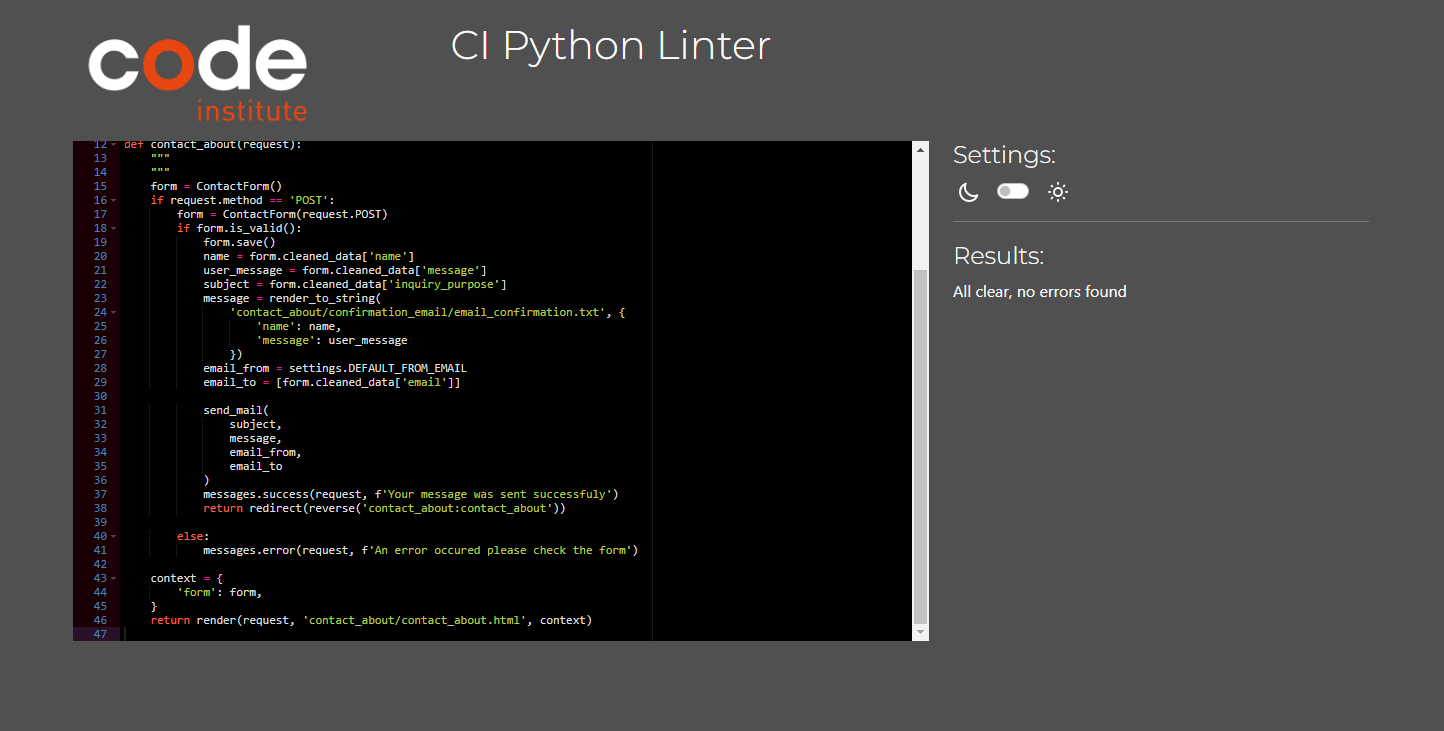 code
institute
CI Python Linter
12 def contact_about(request):
13 """
14 """
15 form = ContactForm()
16 if request.method == 'POST':
17 form = ContactForm(request.POST)
18 if form.is_valid():
19 form.save()
20 name = form.cleaned_data['name']
21 user_message = form.cleaned_data['message']
22 subject = form.cleaned_data['inquiry_purpose']
23 message = render_to_string(
24 'contact_about/confirmation_email/email_confirmation.txt', {
25 'name': name,
26 'message': user_message
27 })
28 email_from = settings.DEFAULT_FROM_EMAIL
29 email_to = [form.cleaned_data['email']]
30
31 send_mail(
32 subject,
33 message,
34 email_from,
35 email_to
36 )
37 messages.success(request, f'Your message was sent successfuly')
38 return redirect(reverse('contact_about:contact_about'))
39
40 else:
41 messages.error(request, f'An error occured please check the form')
42
43 context = {
44 'form': form,
45 }
46 return render(request, 'contact_about/contact_about.html', context)
47
Settings:
Results:
All clear, no errors found